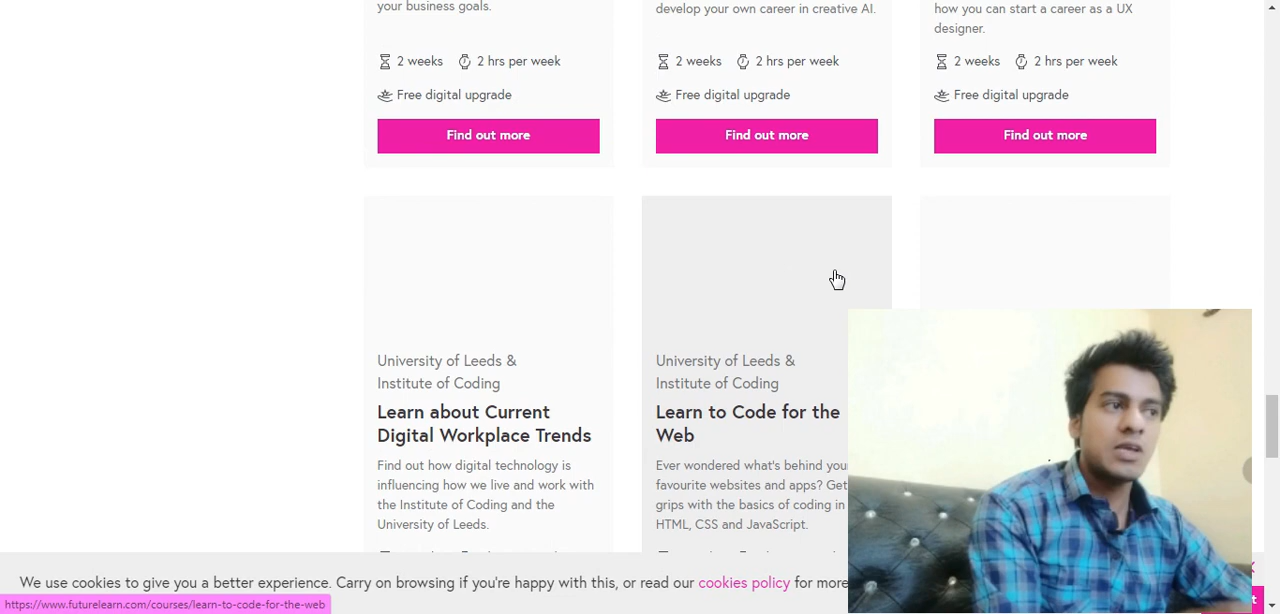 your business goals.
2 weeks 2 hrs per week
Free digital upgrade
Find out more
develop your own career in creative AI.
2 weeks 2 hrs per week
Free digital upgrade
Find out more
how you can start a career as a UX
designer.
2 weeks 2 hrs per week
Free digital upgrade
Find out more
University of Leeds &
Institute of Coding
Learn about Current
Digital Workplace Trends
Find out how digital technology is
influencing how we live and work with
the Institute of Coding and the
University of Leeds.
University of Leeds &
Institute of Coding
Learn to Code for the
Web
Ever wondered what's behind your
favourite websites and apps? Get
grips with the basics of coding in
HTML, CSS and JavaScript.
We use cookies to give you a better experience. Carry on browsing if you're happy with this, or read our cookies policy for more
https://www.futurelearn.com/courses/learn-to-code-for-the-web